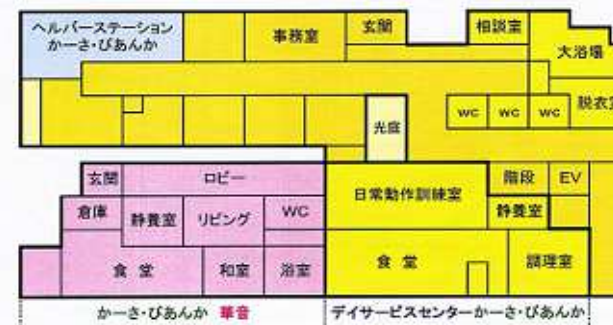 ヘルパーステーション
かーさ・びあんか
事務室
玄関
相談室
大浴場
WC
WC
WC
脱衣室
光庭
玄関
ロビー
日常動作訓練室
階段
EV
倉庫
静養室
リビング
WC
静養室
食堂
和室
浴室
食堂
調理室
かーさ・びあんか 華音
デイサービスセンターかーさ・びあんか